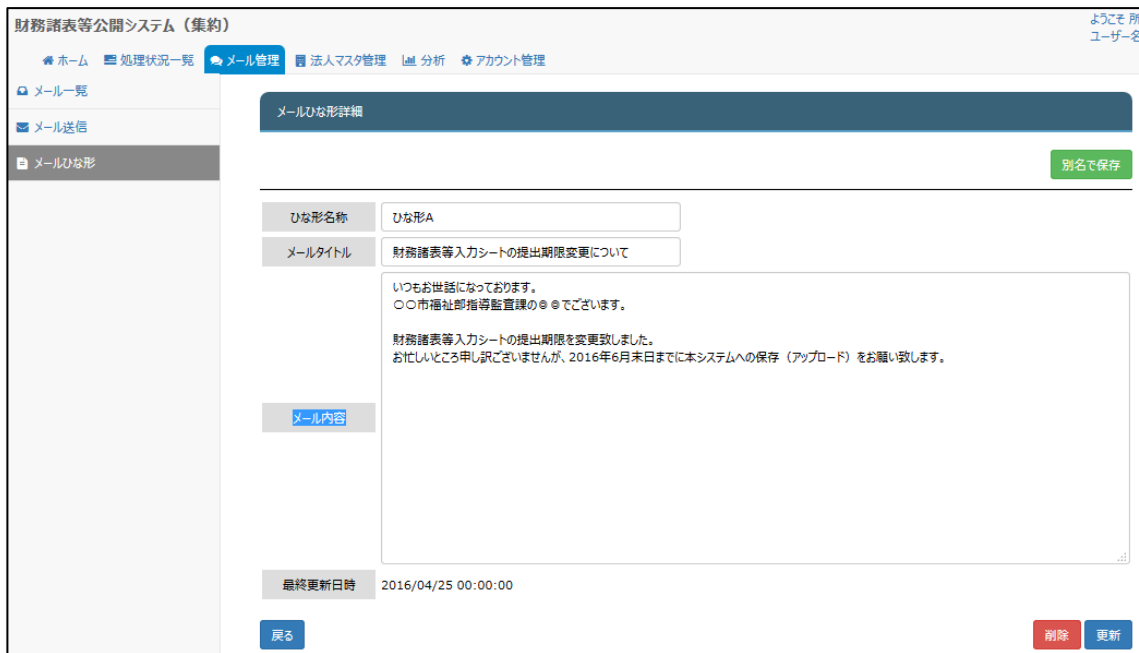 財務諸表等公開システム（集約）
ようこそ 所
ユーザー名
ホーム 処理状況一覧 メール管理 法人マスタ管理 分析 アカウント管理
メール一覧
メール送信
メールひな形
メールひな形詳細
別名で保存
ひな形名称 ひな形A
メールタイトル 財務諸表等入力シートの提出期限変更について
いつもお世話になっております。
○○市福祉部指導監査課の◎◎でございます。
財務諸表等入力シートの提出期限を変更致しました。
お忙しいところ申し訳ございませんが、2016年6月末日までに本システムへの保存（アップロード）をお願い致します。
メール内容
最終更新日時 2016/04/25 00:00:00
戻る 削除 更新